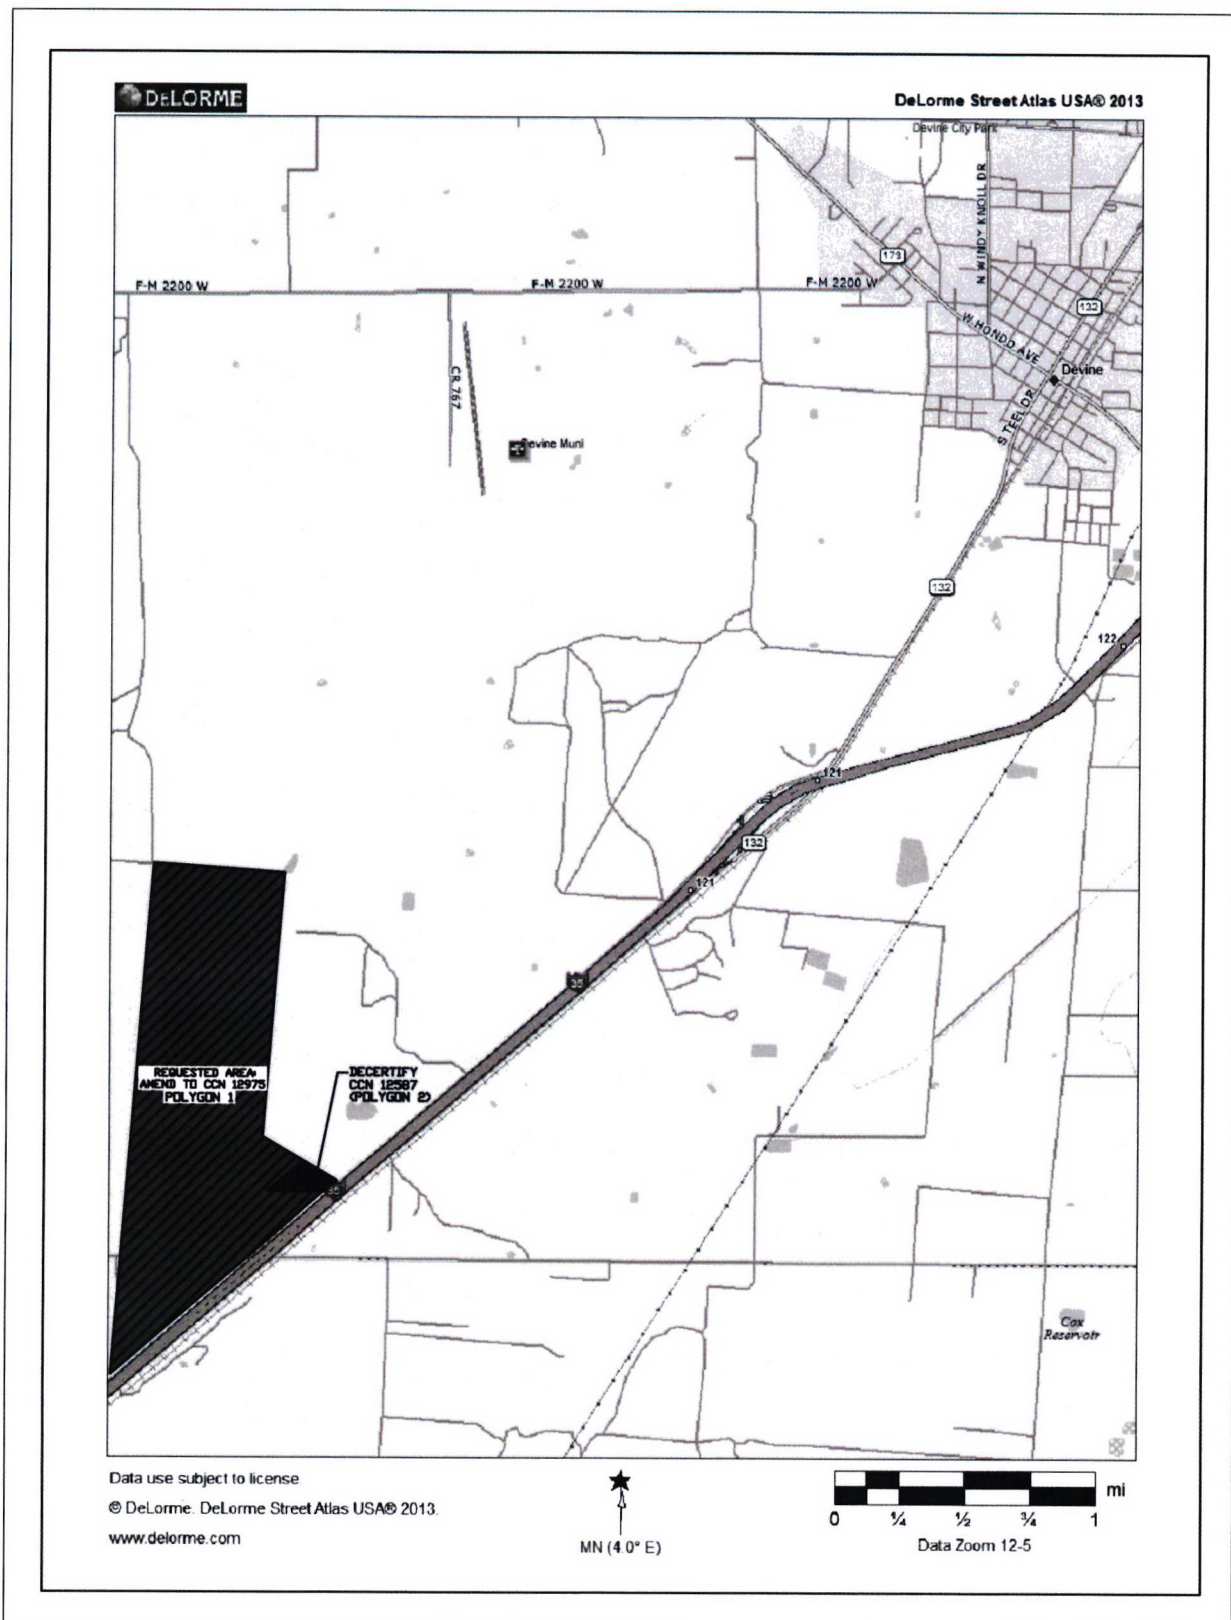 DELORME
DeLorme Street Atlas USA® 2013
Devine City Park
N WINDY KNOLL DR
173
F-M 2200 W
F-M 2200 W
F-M 2200 W
132
W HONDO AVE
Devine
CR 767
S TEEL DR
Devine Muni
132
122
121
132
121
35
REQUESTED AREA:
AMEND TO CCN 12975
POLYGON 1
DECERTIFY
CCN 12587
(POLYGON 2)
Cox
Reservoir
Data use subject to license.
© DeLorme. DeLorme Street Atlas USA® 2013.
www.delorme.com
MN (4.0° E)
mi
0 ¼ ½ ¾ 1
Data Zoom 12-5